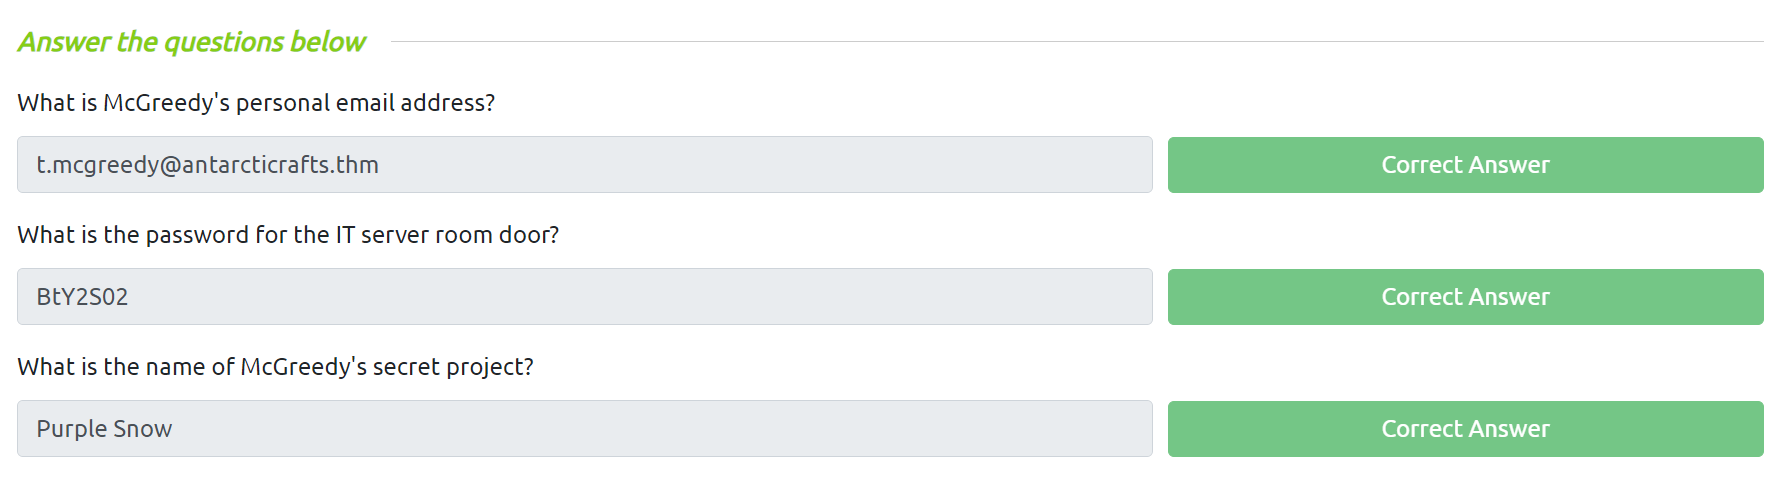 Answer the questions below
What is McGreedy's personal email address?
t.mcgreedy@antarcticrafts.thm
Correct Answer
What is the password for the IT server room door?
BtY2S02
Correct Answer
What is the name of McGreedy's secret project?
Purple Snow
Correct Answer